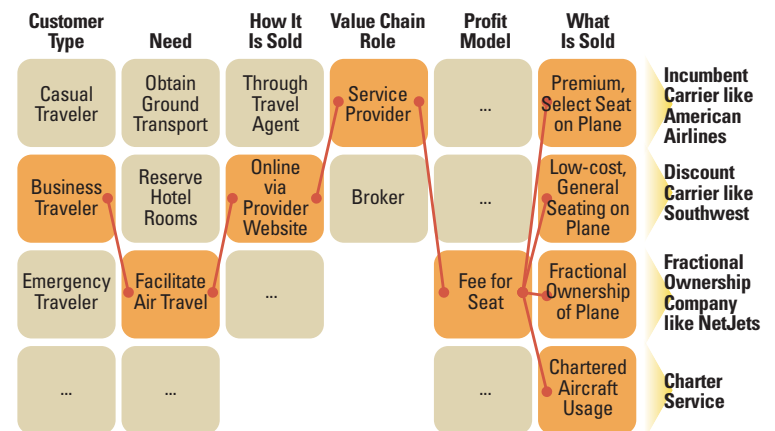 Customer
Type
Need
How It
Is Sold
Value Chain
Role
Profit
Model
What
Is Sold
Casual
Traveler
Obtain
Ground
Transport
Through
Travel
Agent
Service
Provider
...
Premium,
Select Seat
on Plane
Incumbent
Carrier like
American
Airlines
Business
Traveler
Reserve
Hotel
Rooms
Online
via
Provider
Website
Broker
...
Low-cost,
General
Seating on
Plane
Discount
Carrier like
Southwest
Emergency
Traveler
Facilitate
Air Travel
...
Fee for
Seat
Fractional
Ownership
of Plane
Fractional
Ownership
Company
like NetJets
...
...
...
Chartered
Aircraft
Usage
Charter
Service